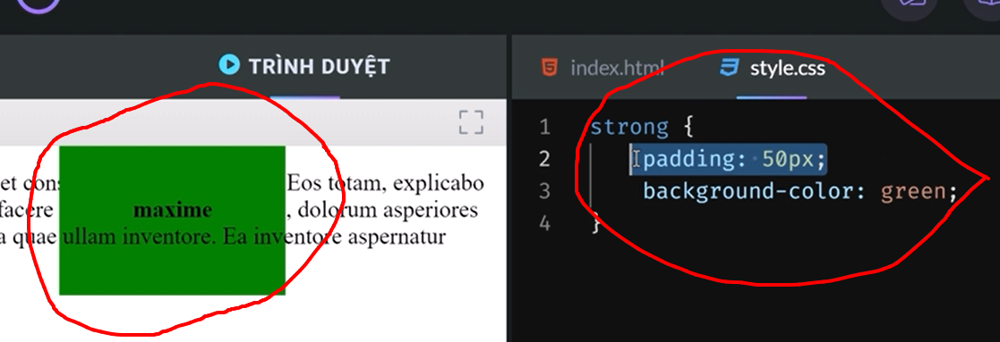 TRÌNH DUYỆT
et cons Eos totam, explicabo
facere maxime , dolorum asperiores
a quae ullam inventore. Ea inventore aspernatur
index.html style.css
1 strong {
2 padding: 50px;
3 background-color: green;
4 }